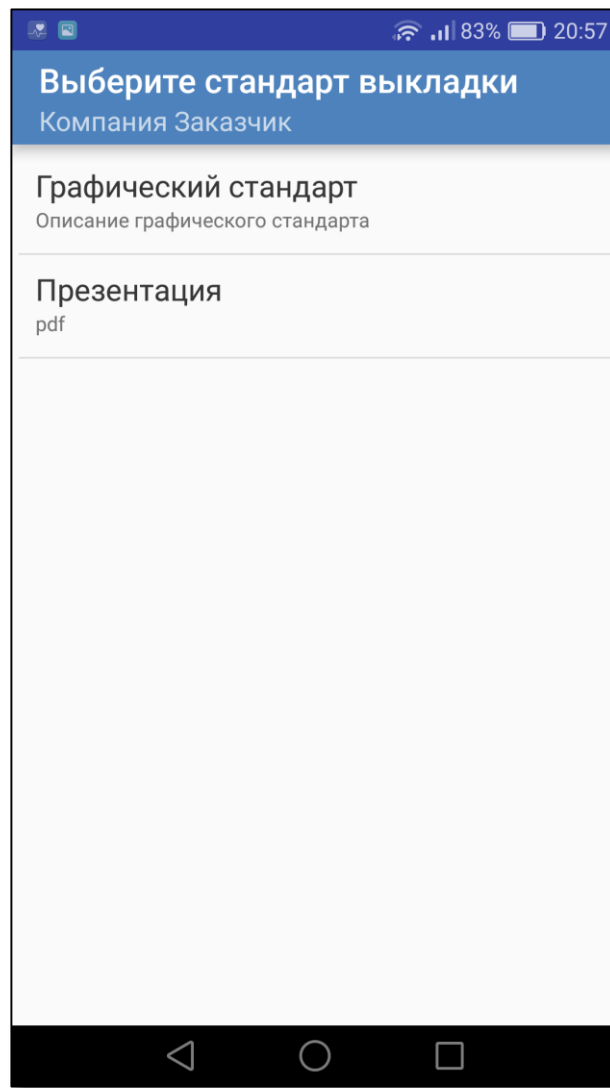 83% 20:57
Выберите стандарт выкладки
Компания Заказчик
Графический стандарт
Описание графического стандарта
Презентация
pdf